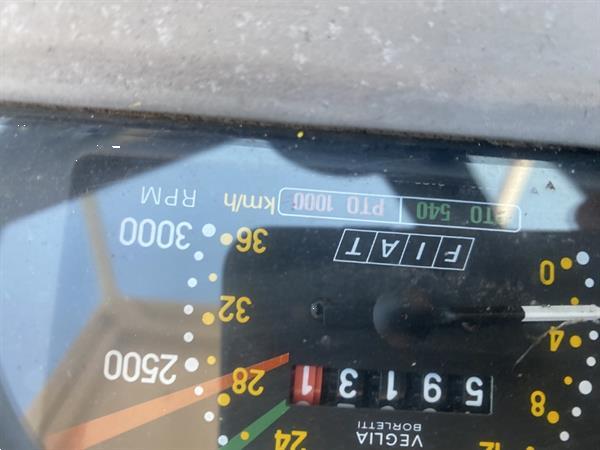 VEGLIA
BORLETTI
12 24
8 59131 28 2500
4 32
0 FIAT 36 3000
PTO 540 PTO 1000 km/h RPM